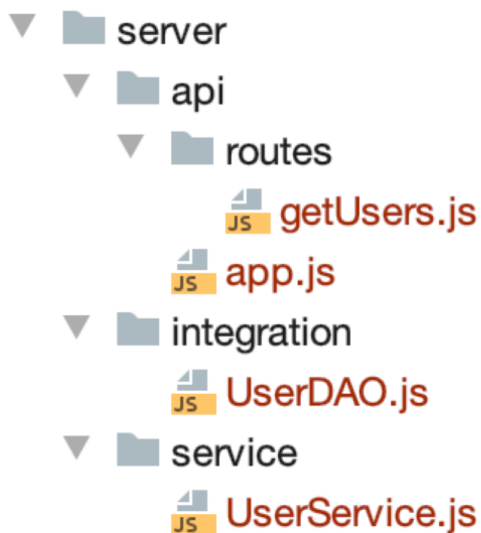 server
api
routes
JS getUsers.js
JS app.js
integration
JS UserDAO.js
service
JS UserService.js